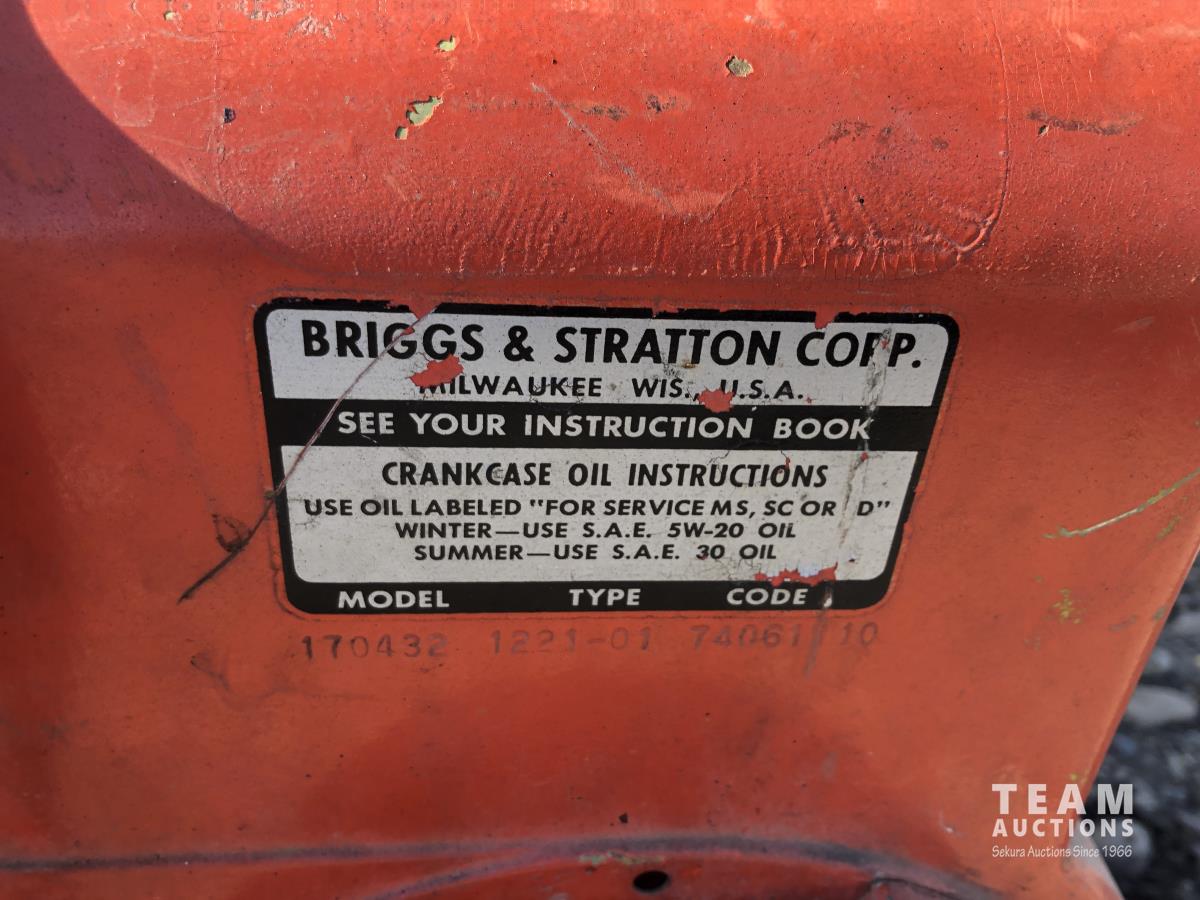 BRIGGS & STRATTON CORP.
MILWAUKEE WIS., U.S.A.
SEE YOUR INSTRUCTION BOOK
CRANKCASE OIL INSTRUCTIONS
USE OIL LABELED "FOR SERVICE MS, SC OR D"
WINTER—USE S.A.E. 5W-20 OIL
SUMMER—USE S.A.E. 30 OIL
MODEL TYPE CODE
170432 1221-01 74061110
TEAM
AUCTIONS
Sekura Auctions Since 1966